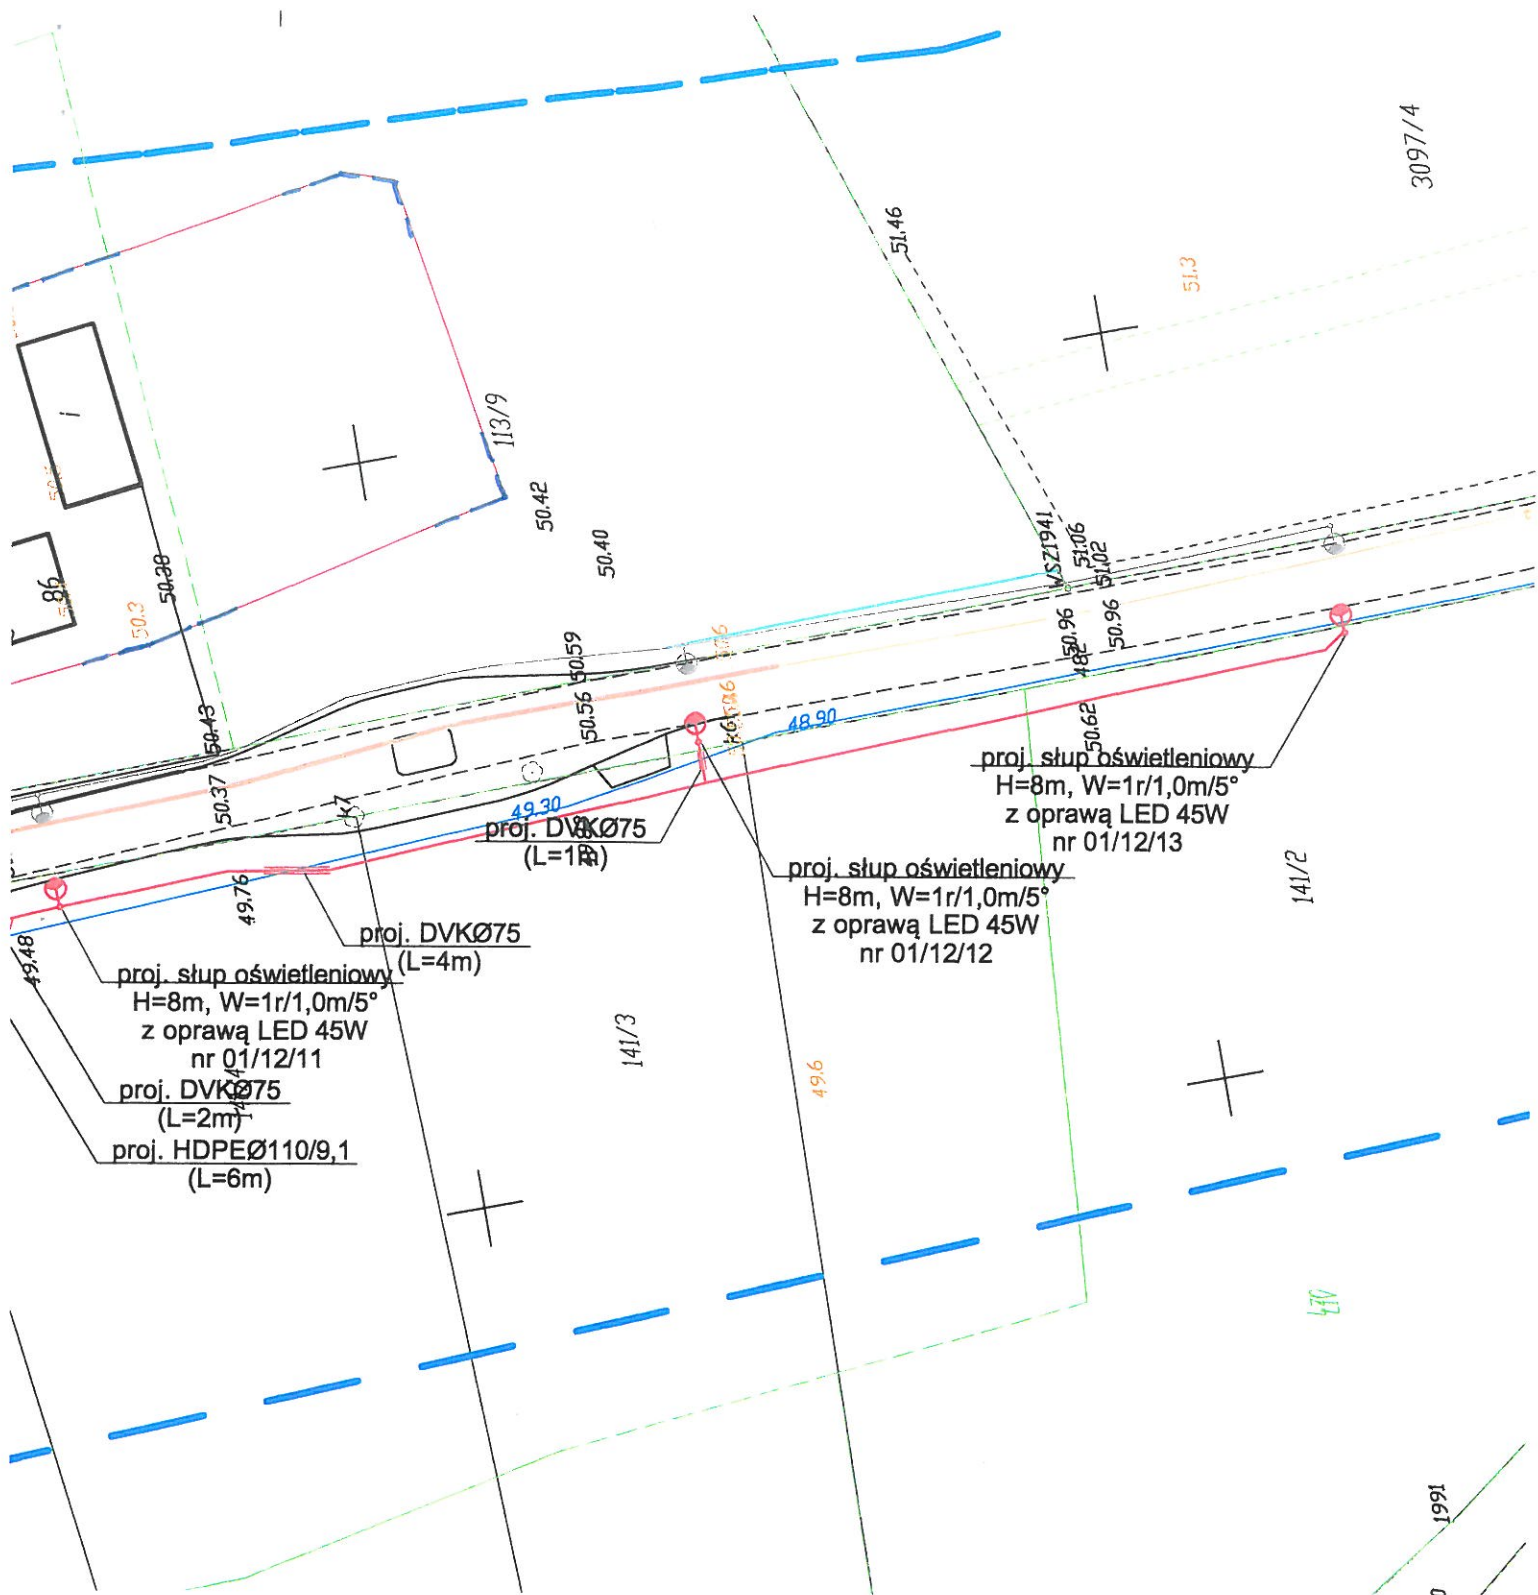 3097/4
51.46
51.3
113/9
50.42
50.40
i
86
50.38
50.3
WSZ1941
51.06
51.02
50.96
50.96
482
50.59
50.56
50.43
50.37
k7
48.90
50.62
49.30
proj. słup oświetleniowy
H=8m, W=1r/1,0m/5°
z oprawą LED 45W
nr 01/12/13
proj. DVKØ75
(L=1m)
proj. słup oświetleniowy
H=8m, W=1r/1,0m/5°
z oprawą LED 45W
nr 01/12/12
141/2
49.76
49.48
proj. DVKØ75
(L=4m)
proj. słup oświetleniowy
H=8m, W=1r/1,0m/5°
z oprawą LED 45W
nr 01/12/11
proj. DVKØ75
(L=2m)
proj. HDPEØ110/9,1
(L=6m)
141/3
49.6
1991